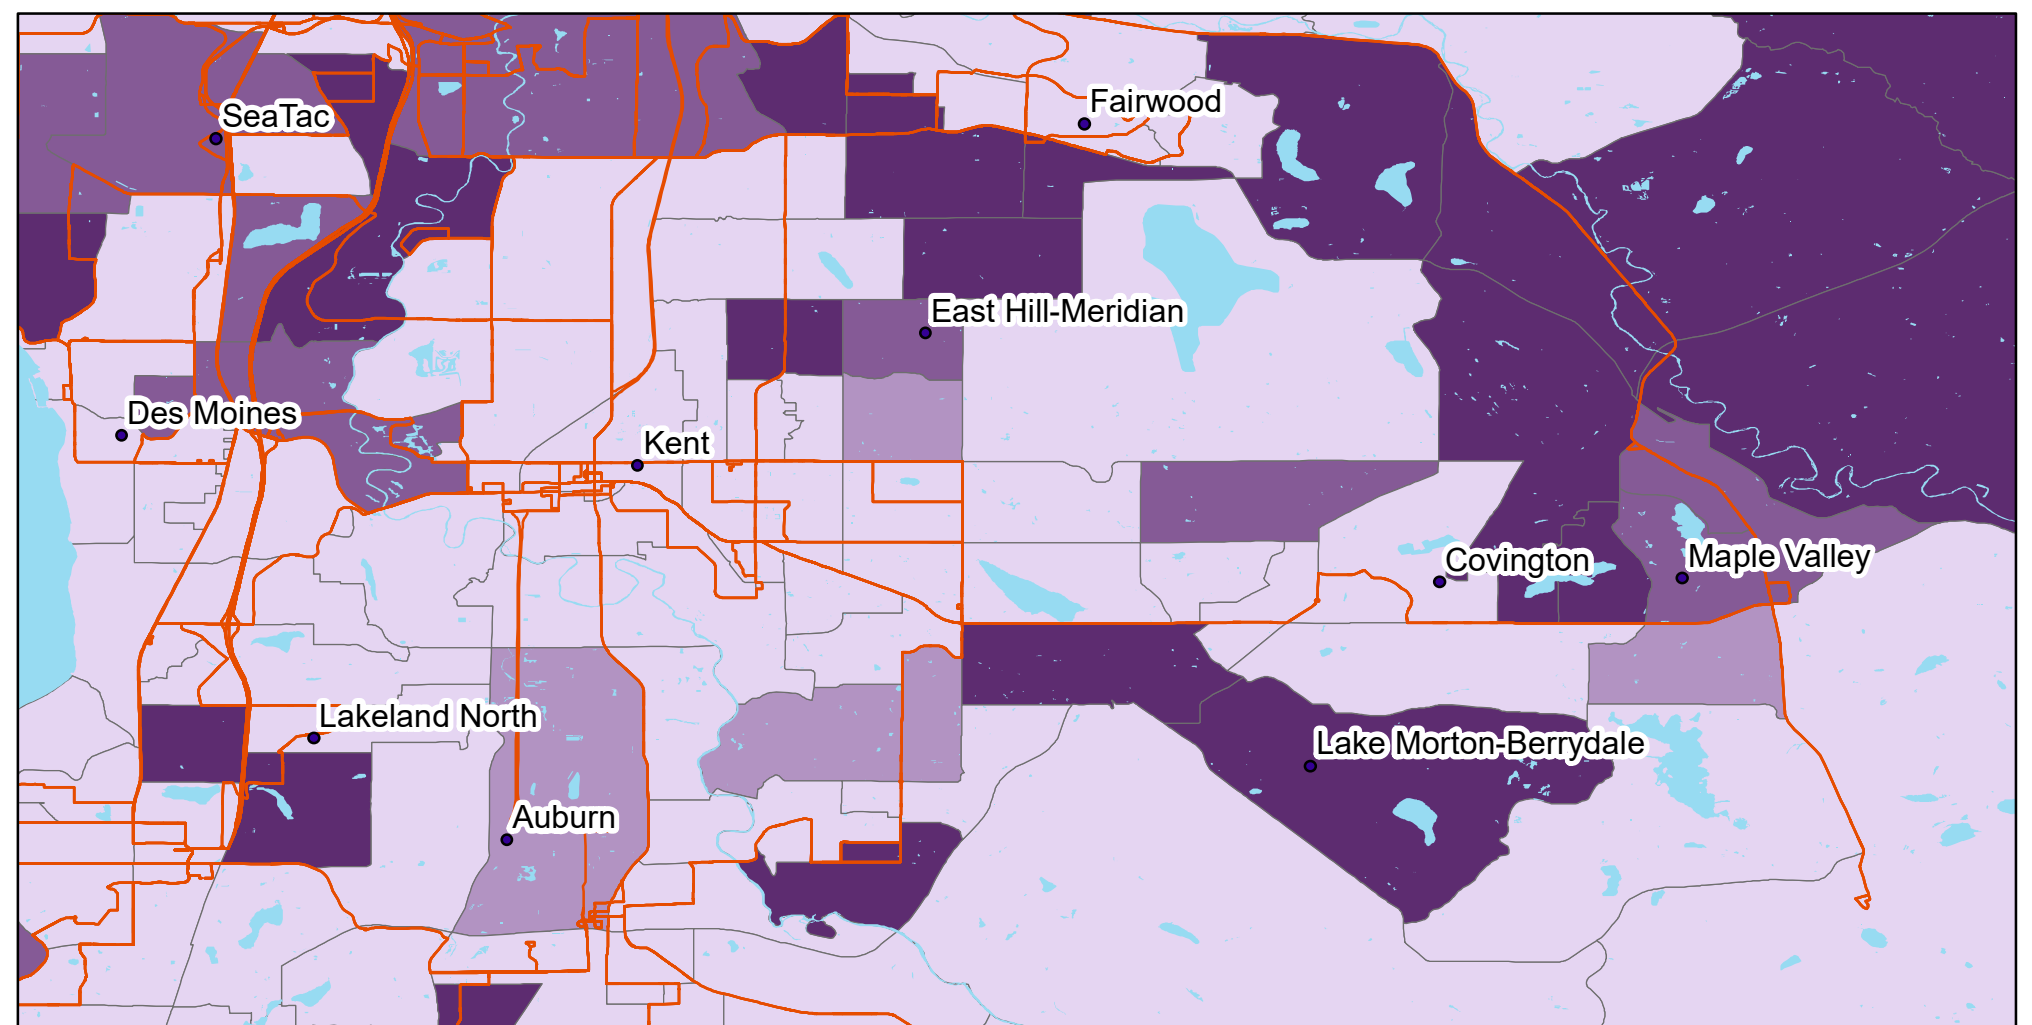 Fairwood
SeaTac
East Hill-Meridian
Des Moines
Kent
Covington
Maple Valley
Lakeland North
Lake Morton-Berrydale
Auburn